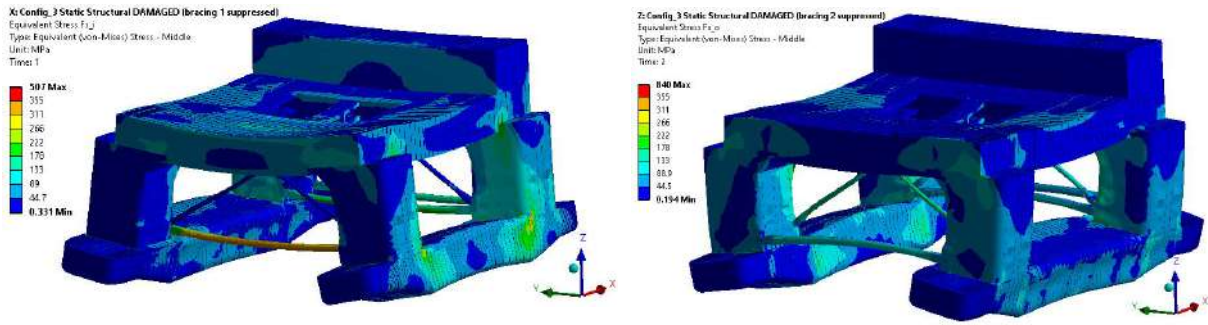 X: Config_3 Static Structural DAMAGED (bracing 1 suppressed)
Equivalent Stress Fs_i
Type: Equivalent (von-Mises) Stress - Middle
Unit: MPa
Time: 1
507 Max
355
311
266
222
178
133
89
44.7
0.331 Min
Z
Y
X
Z: Config_3 Static Structural DAMAGED (bracing 2 suppressed)
Equivalent Stress Fs_o
Type: Equivalent (von-Mises) Stress - Middle
Unit: MPa
Time: 2
840 Max
355
311
266
222
178
133
88.9
44.5
0.194 Min
Z
Y
X